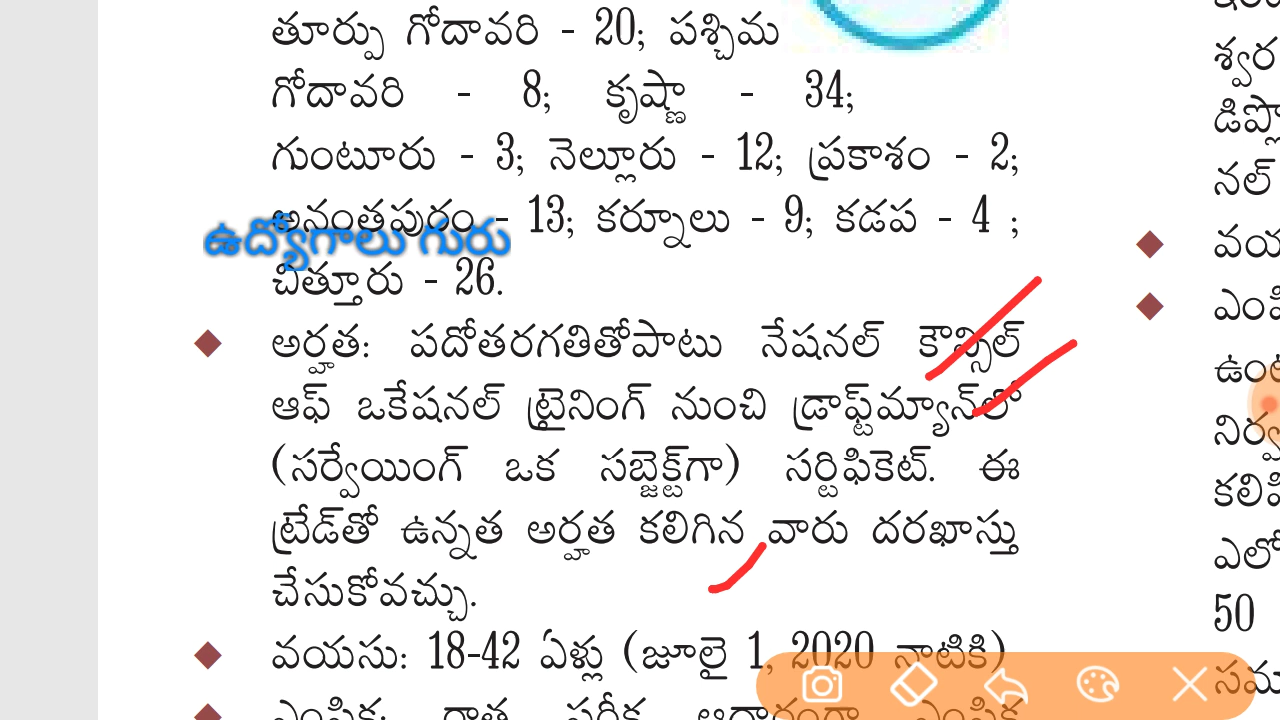 తూర్పు గోదావరి - 20; పశ్చిమ
గోదావరి - 8; కృష్ణా - 34;
గుంటూరు - 3; నెల్లూరు - 12; ప్రకాశం - 2;
అనంతపురం - 13; కర్నూలు - 9; కడప - 4 ;
ఉద్యోగాలు గురు
చిత్తూరు - 26.
◆ అర్హత: పదోతరగతితోపాటు నేషనల్ కౌన్సిల్
ఆఫ్ ఒకేషనల్ ట్రైనింగ్ నుంచి డ్రాఫ్ట్‌మ్యాన్‌లో
(సర్వేయింగ్ ఒక సబ్జెక్ట్‌గా) సర్టిఫికెట్. ఈ
ట్రేడ్‌తో ఉన్నత అర్హత కలిగిన వారు దరఖాస్తు
చేసుకోవచ్చు.
◆ వయసు: 18-42 ఏళ్లు (జూలై 1, 2020 నాటికి)
శ్వర
నల్
50